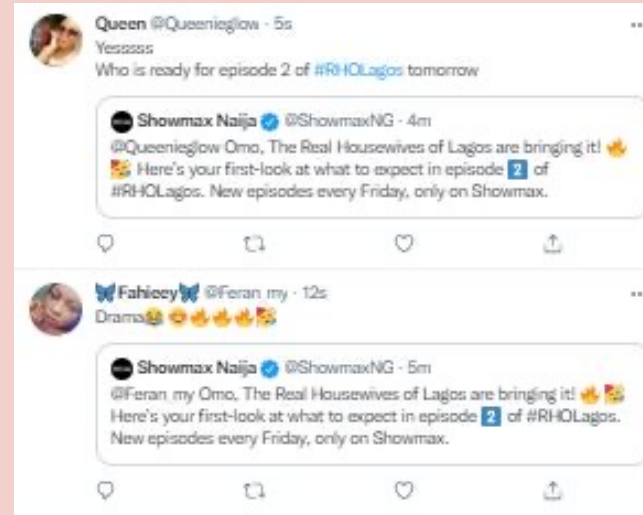 Queen @Queenieglow · 5s
Yesssss
Who is ready for episode 2 of #RHOLagos tomorrow
Showmax Naija @ShowmaxNG · 4m
@Queenieglow Omo, The Real Housewives of Lagos are bringing it! 🔥
🥳 Here's your first-look at what to expect in episode 2️⃣ of
#RHOLagos. New episodes every Friday, only on Showmax.
🦋Fahieey🦋 @Feran_my · 12s
Drama😂😍🔥🔥🔥🥳
Showmax Naija @ShowmaxNG · 5m
@Feran_my Omo, The Real Housewives of Lagos are bringing it! 🔥 🥳
Here's your first-look at what to expect in episode 2️⃣ of #RHOLagos.
New episodes every Friday, only on Showmax.